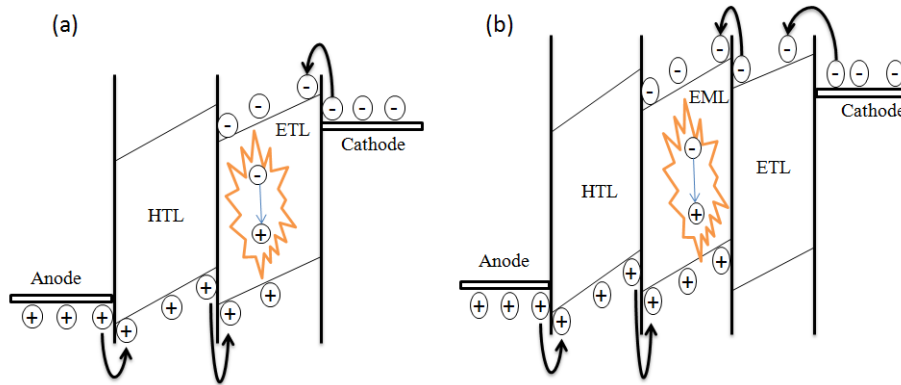 (a)
ETL
Cathode
HTL
Anode
- - - - - - - -
+ + + + + + + + +
(b)
EML
Cathode
ETL
HTL
Anode
- - - - - - - - -
+ + + + + + + + + +